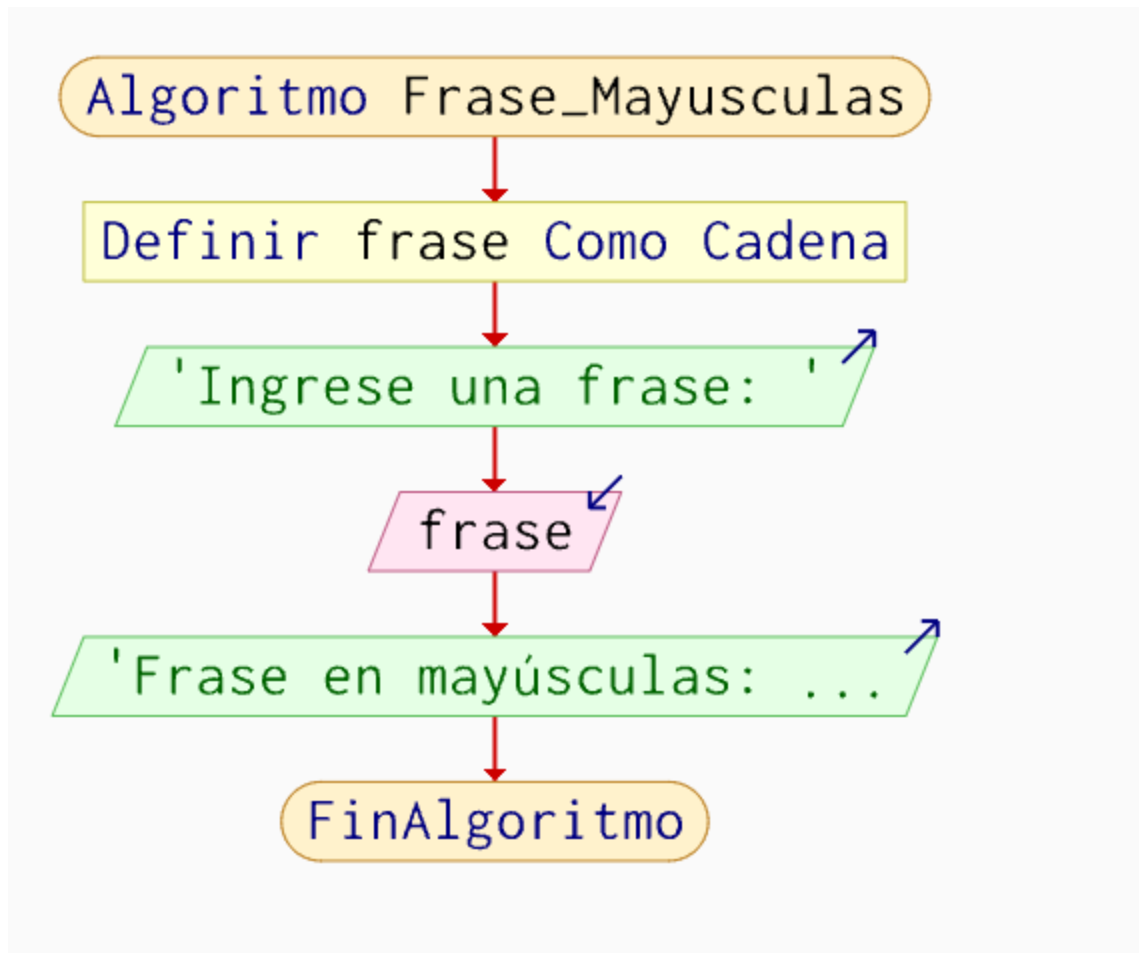 Algoritmo Frase_Mayusculas
Definir frase Como Cadena
'Ingrese una frase: '
frase
'Frase en mayúsculas: ...
FinAlgoritmo